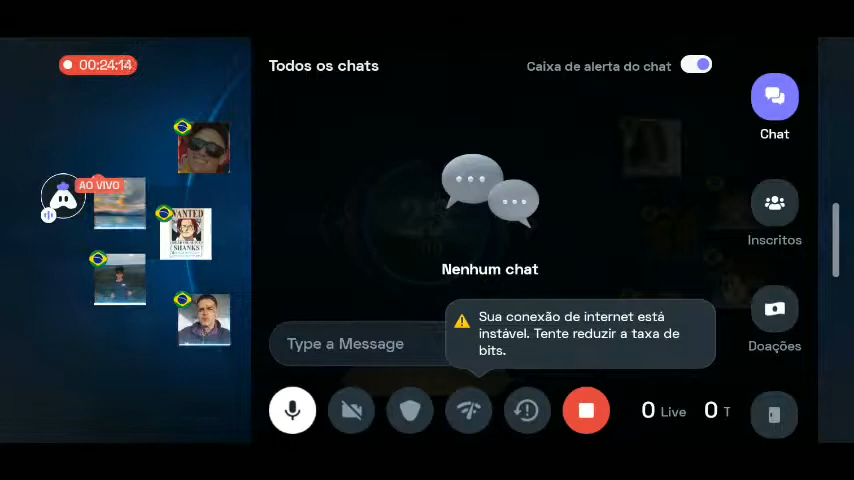 00:24:14
Todos os chats
Caixa de alerta do chat
Chat
AO VIVO
WANTED
SHANKS
Inscritos
Nenhum chat
Sua conexão de internet está
instável. Tente reduzir a taxa de
bits.
Type a Message
Doações
0 Live 0 T